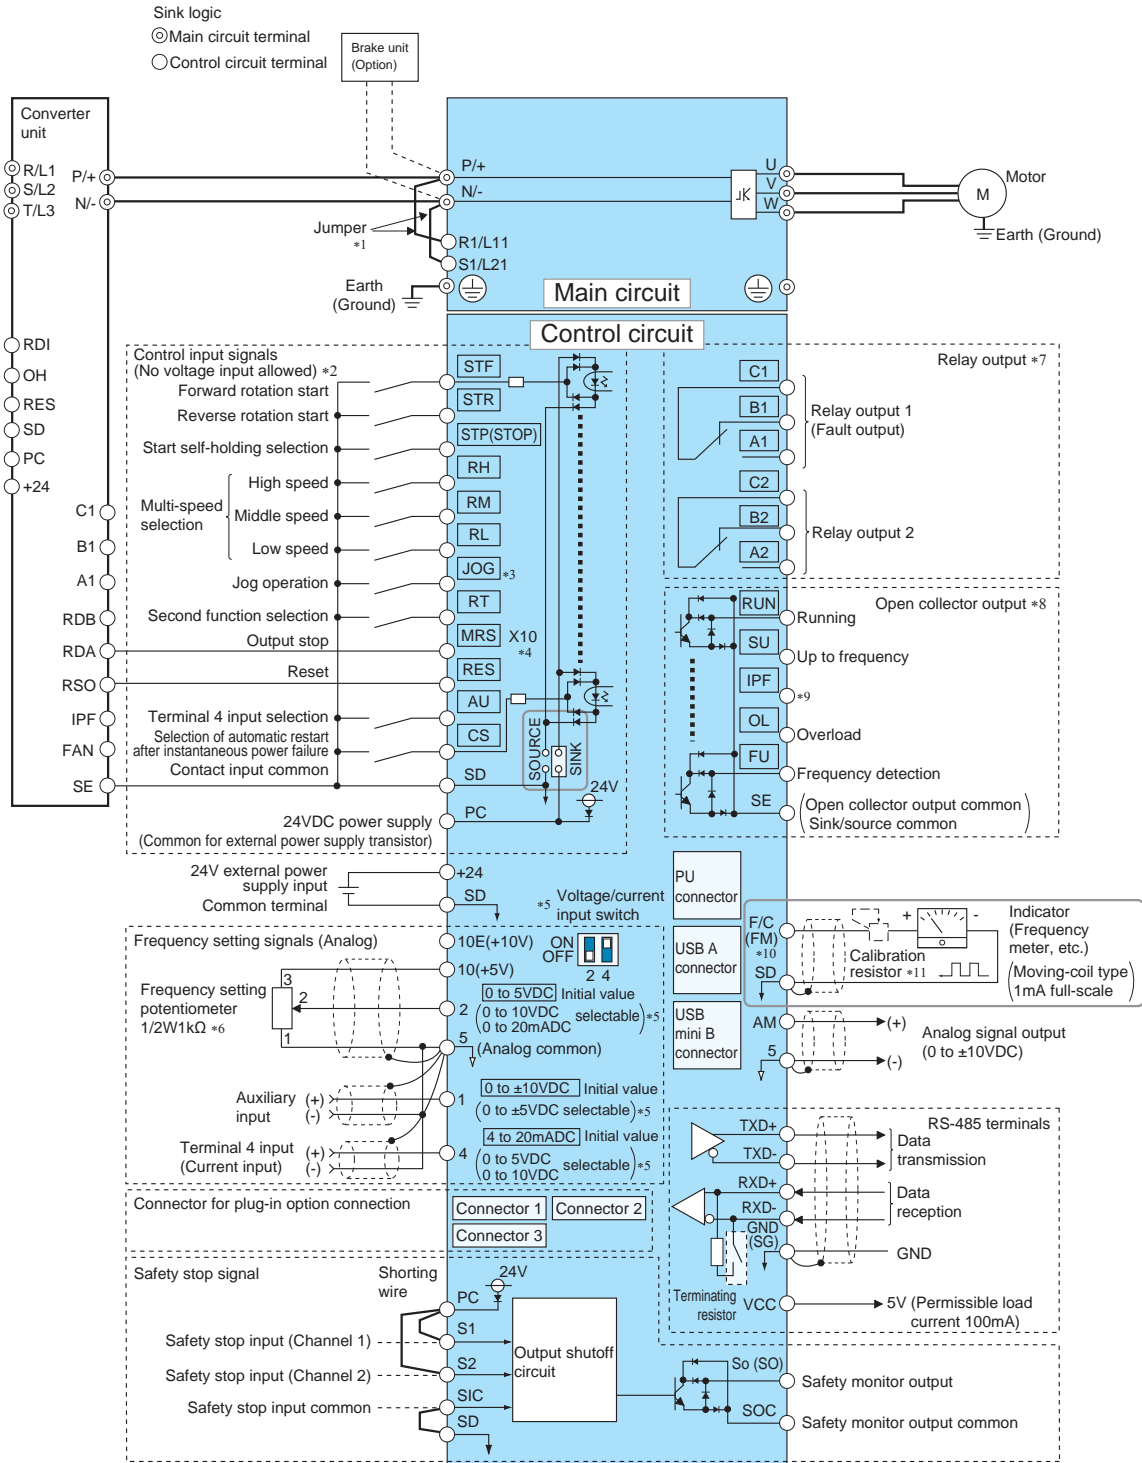 Sink logic
Main circuit terminal
Control circuit terminal
Brake unit
(Option)
Converter
unit
R/L1
S/L2
T/L3
P/+
N/-
P/+
N/-
Jumper
*1
R1/L11
S1/L21
Earth
(Ground)
Main circuit
U
V
W
M
Motor
Earth (Ground)
Control circuit
RDI
OH
RES
SD
PC
+24
C1
B1
A1
RDB
RDA
RSO
IPF
FAN
SE
Control input signals
(No voltage input allowed) *2
Forward rotation start
Reverse rotation start
Start self-holding selection
Multi-speed
selection
High speed
Middle speed
Low speed
Jog operation
Second function selection
Output stop
Reset
Terminal 4 input selection
Selection of automatic restart
after instantaneous power failure
Contact input common
24VDC power supply
(Common for external power supply transistor)
STF
STR
STP(STOP)
RH
RM
RL
JOG *3
RT
MRS X10
*4
RES
AU
CS
SD
PC
SOURCE
SINK
24V
Relay output *7
C1
B1
A1
Relay output 1
(Fault output)
C2
B2
A2
Relay output 2
Open collector output *8
RUN
Running
SU
Up to frequency
IPF
*9
OL
Overload
FU
Frequency detection
SE
(Open collector output common
Sink/source common)
24V external power
supply input
Common terminal
+24
SD
*5 Voltage/current
input switch
PU
connector
USB A
connector
USB
mini B
connector
Frequency setting signals (Analog)
Frequency setting
potentiometer
1/2W1kΩ *6
3
2
1
10E(+10V)
10(+5V)
ON
OFF
2 4
2
0 to 5VDC Initial value
(0 to 10VDC
0 to 20mADC selectable) *5
5
(Analog common)
Auxiliary
input
(+)
(-)
1
0 to ±10VDC Initial value
(0 to ±5VDC selectable) *5
Terminal 4 input
(Current input)
(+)
(-)
4
4 to 20mADC Initial value
(0 to 5VDC
0 to 10VDC selectable) *5
F/C
(FM)
*10
SD
+
-
Calibration
resistor *11
Indicator
(Frequency
meter, etc.)
(Moving-coil type
1mA full-scale)
AM
5
(+)
(-)
Analog signal output
(0 to ±10VDC)
RS-485 terminals
TXD+
TXD-
Data
transmission
RXD+
RXD-
Data
reception
GND
(SG)
GND
Terminating
resistor
VCC
5V (Permissible load
current 100mA)
Connector for plug-in option connection
Connector 1
Connector 2
Connector 3
Safety stop signal
Shorting
wire
24V
PC
S1
S2
SIC
SD
Safety stop input (Channel 1)
Safety stop input (Channel 2)
Safety stop input common
Output shutoff
circuit
So (SO)
SOC
Safety monitor output
Safety monitor output common